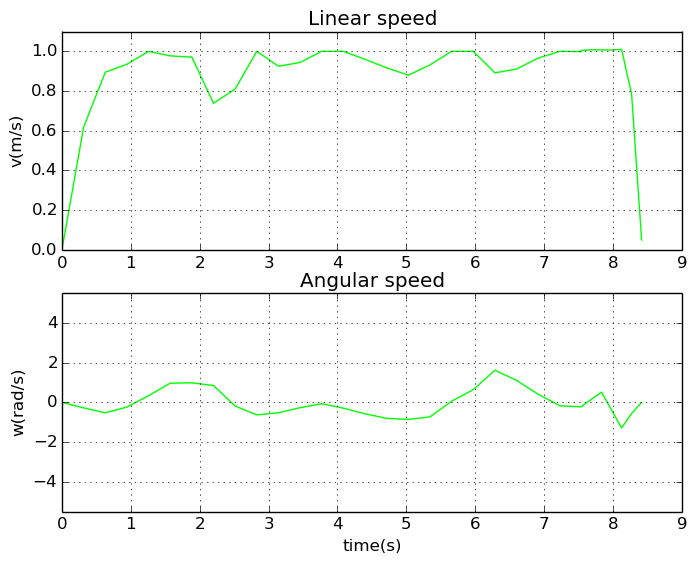 Linear speed
v(m/s)
1.0
0.8
0.6
0.4
0.2
0.0
0 1 2 3 4 5 6 7 8 9
Angular speed
w(rad/s)
4
2
0
−2
−4
0 1 2 3 4 5 6 7 8 9
time(s)